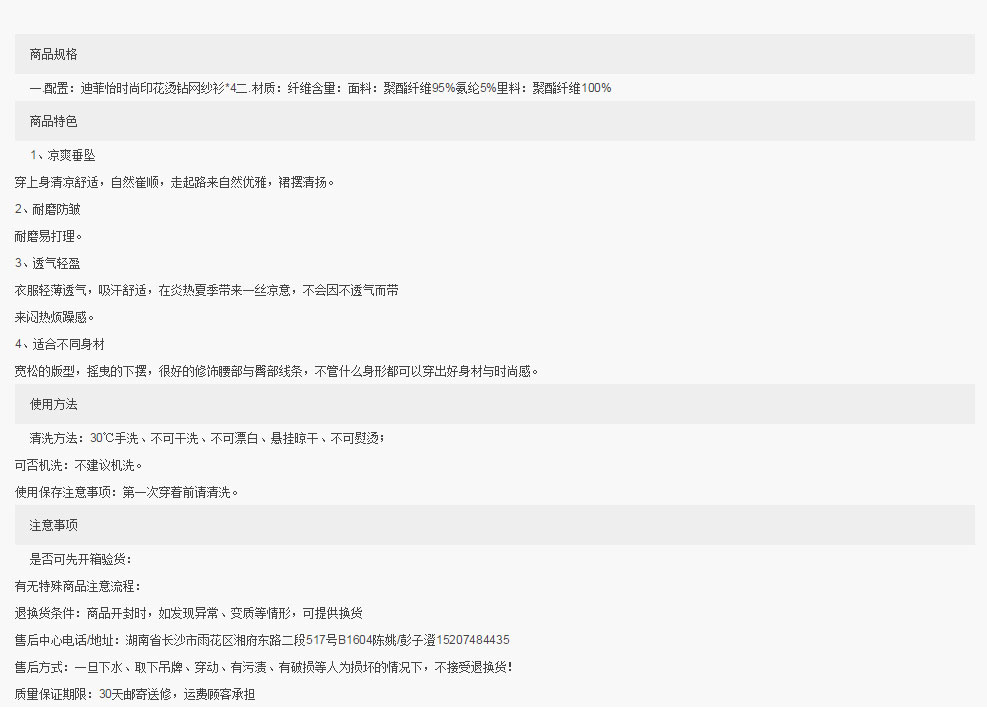 商品规格
一.配置：迪菲怡时尚印花烫钻网纱衫*4二.材质：纤维含量：面料：聚酯纤维95%氨纶5%里料：聚酯纤维100%
商品特色
1、凉爽垂坠
穿上身清凉舒适，自然崔顺，走起路来自然优雅，裙摆清扬。
2、耐磨防皱
耐磨易打理。
3、透气轻盈
衣服轻薄透气，吸汗舒适，在炎热夏季带来一丝凉意，不会因不透气而带
来闷热烦躁感。
4、适合不同身材
宽松的版型，摇曳的下摆，很好的修饰腰部与臀部线条，不管什么身形都可以穿出好身材与时尚感。
使用方法
清洗方法：30℃手洗、不可干洗、不可漂白、悬挂晾干、不可熨烫；
可否机洗：不建议机洗。
使用保存注意事项：第一次穿着前请清洗。
注意事项
是否可先开箱验货：
有无特殊商品注意流程：
退换货条件：商品开封时，如发现异常、变质等情形，可提供换货
售后中心电话/地址：湖南省长沙市雨花区湘府东路二段517号B1604陈姚/彭子澄15207484435
售后方式：一旦下水、取下吊牌、穿动、有污渍、有破损等人为损坏的情况下，不接受退换货！
质量保证期限：30天邮寄送修，运费顾客承担